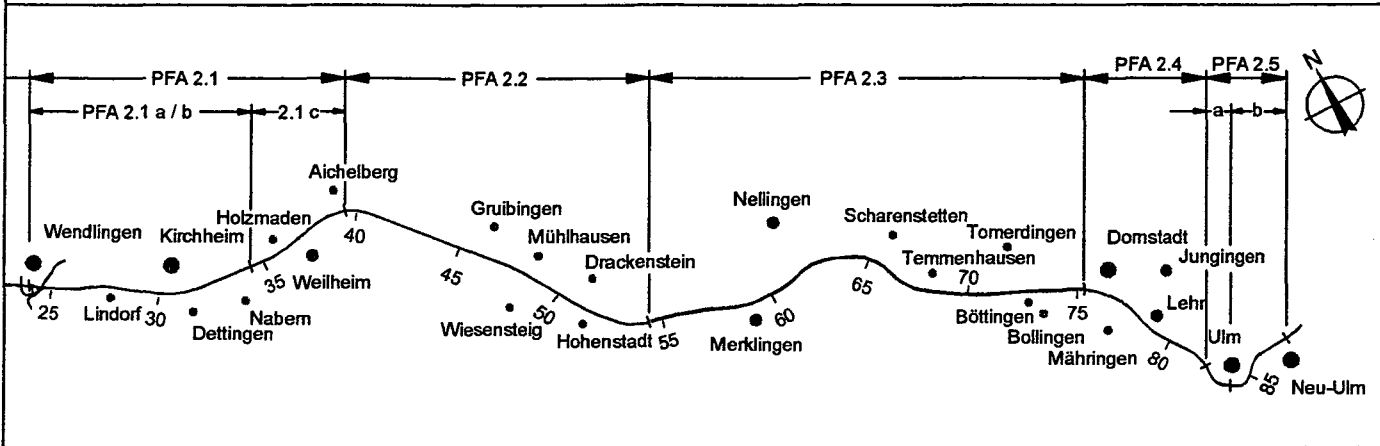 PFA 2.1
PFA 2.2
PFA 2.3
PFA 2.4
PFA 2.5
N
PFA 2.1 a / b
2.1 c
a
b
Aichelberg
Wendlingen
Kirchheim
Holzmaden
Weilheim
Lindorf
Dettingen
Nabern
25
30
35
40
Gruibingen
Mühlhausen
Drackenstein
Wiesensteig
Hohenstadt
45
50
55
Nellingen
Merklingen
60
Scharenstetten
65
Temmenhausen
Tomerdingen
70
Böttingen
Bollingen
Mähringen
75
Dornstadt
Jungingen
Lehr
80
Ulm
85
Neu-Ulm